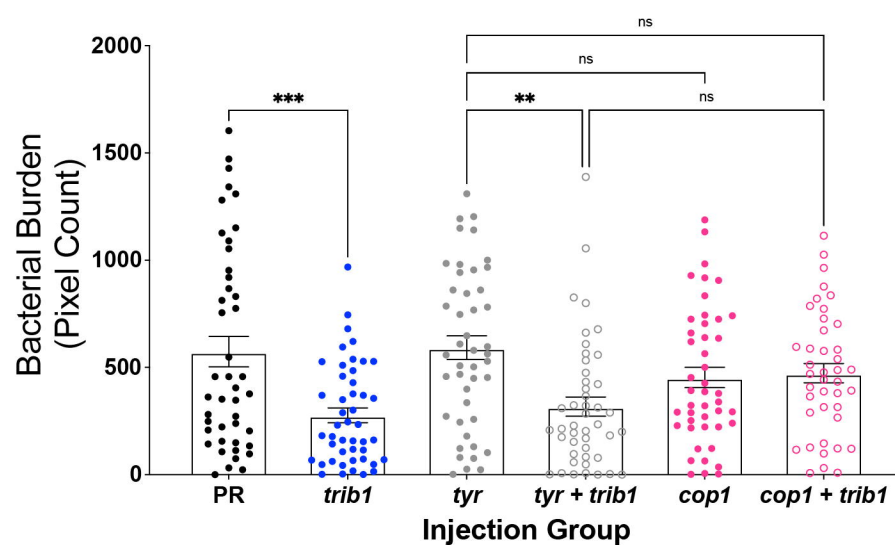 ns
2000
ns
***
**
ns
1500
1000
500
0
Bacterial Burden
(Pixel Count)
PR trib1 tyr tyr + trib1 cop1 cop1 + trib1
Injection Group